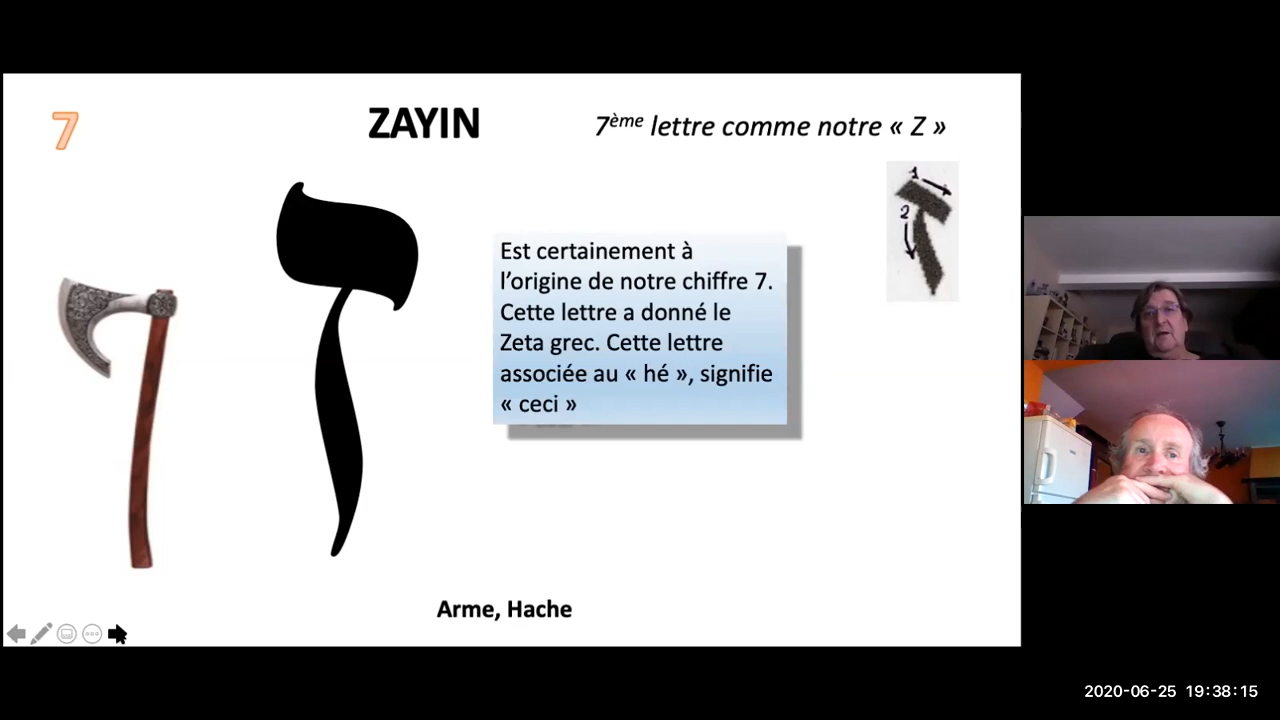 7
ZAYIN
7ème lettre comme notre « Z »
1
2
ז
Est certainement à
l’origine de notre chiffre 7.
Cette lettre a donné le
Zeta grec. Cette lettre
associée au « hé », signifie
« ceci »
Arme, Hache
2020-06-25 19:38:15